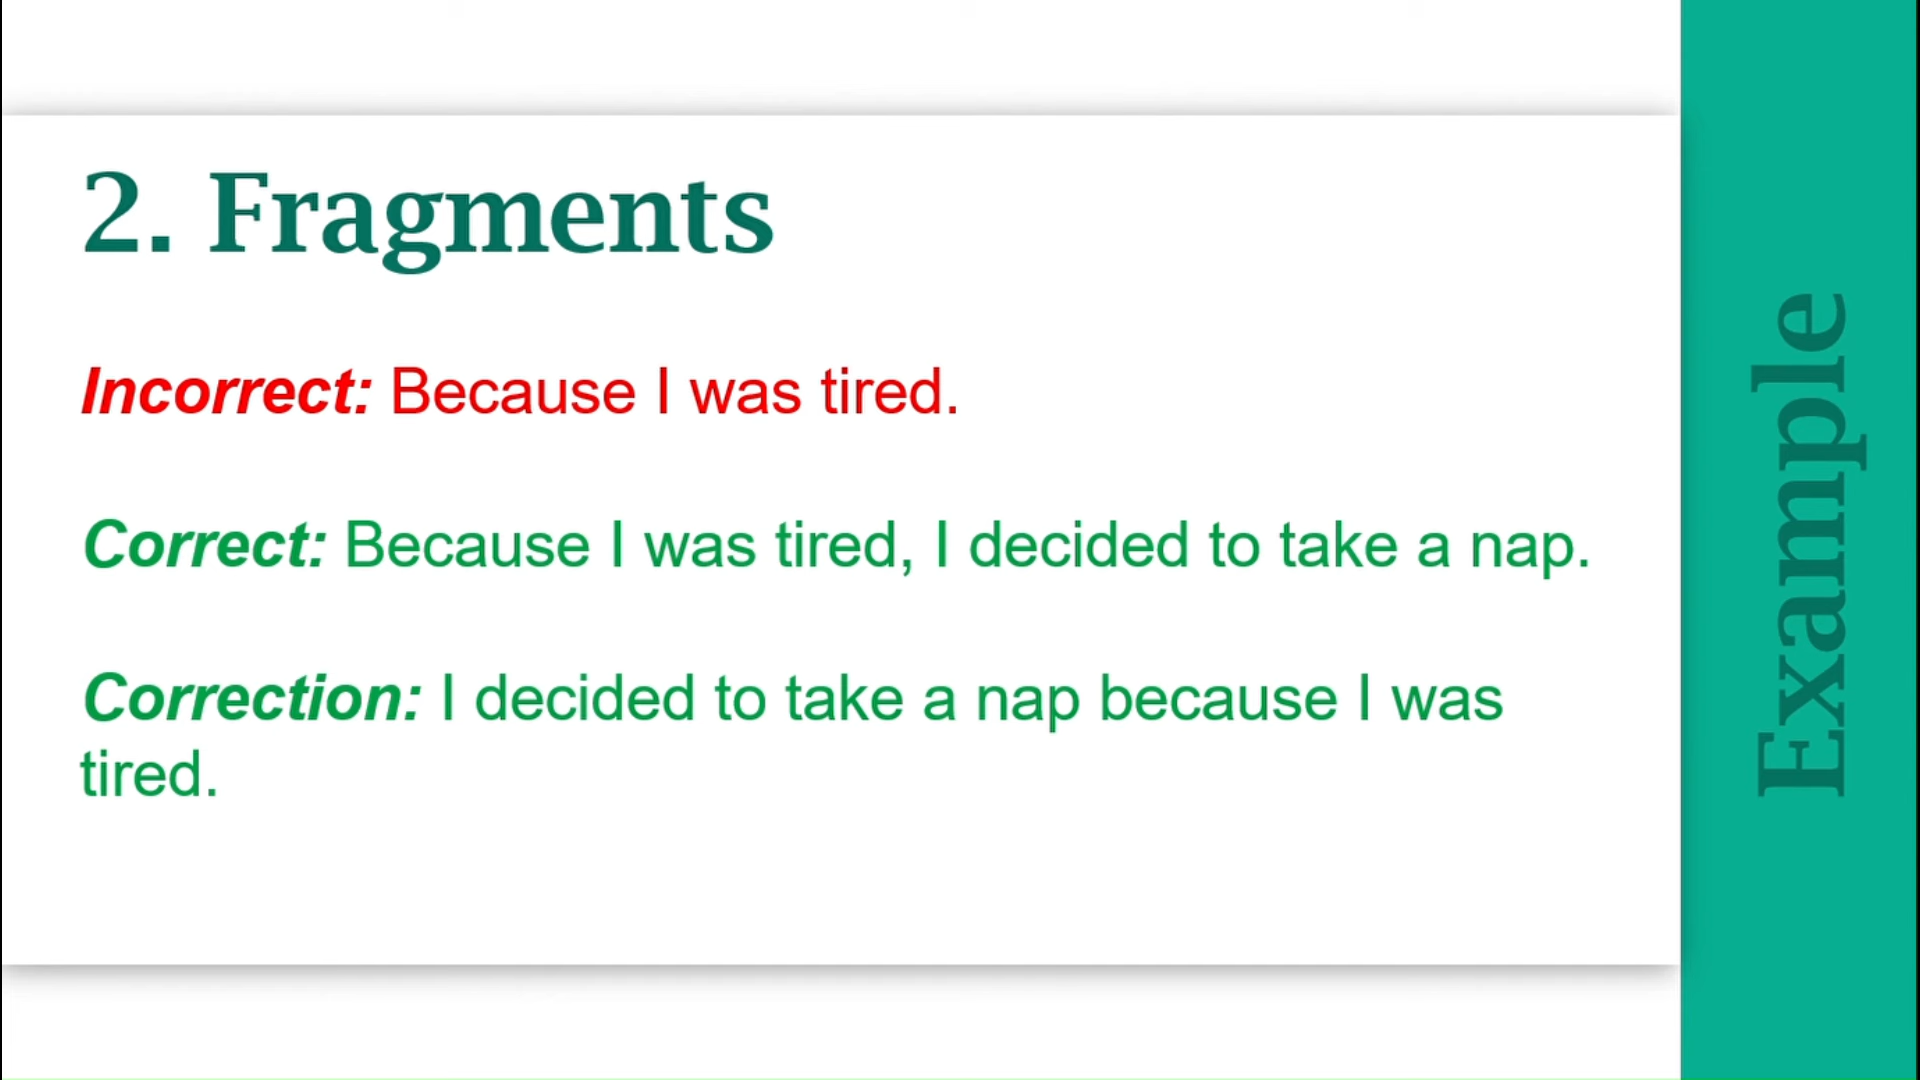 2. Fragments
Incorrect: Because I was tired.
Correct: Because I was tired, I decided to take a nap.
Correction: I decided to take a nap because I was
tired.
Example